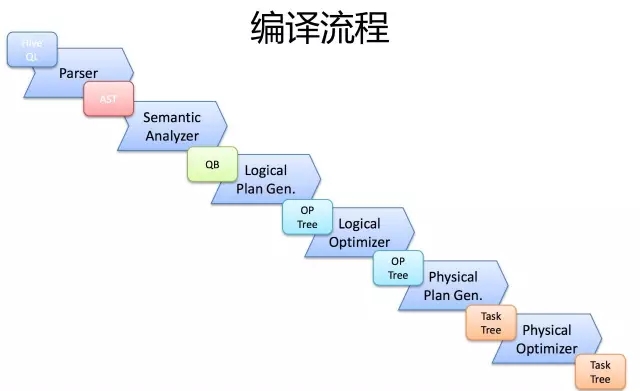 编译流程
Hive
QL
Parser
AST
Semantic
Analyzer
QB
Logical
Plan Gen.
OP
Tree
Logical
Optimizer
OP
Tree
Physical
Plan Gen.
Task
Tree
Physical
Optimizer
Task
Tree